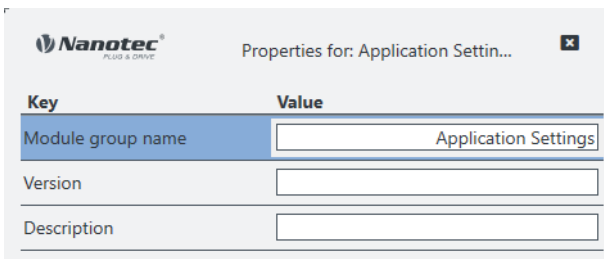 Nanotec®
PLUG & DRIVE
Properties for: Application Settin...
Key Value
Module group name Application Settings
Version
Description